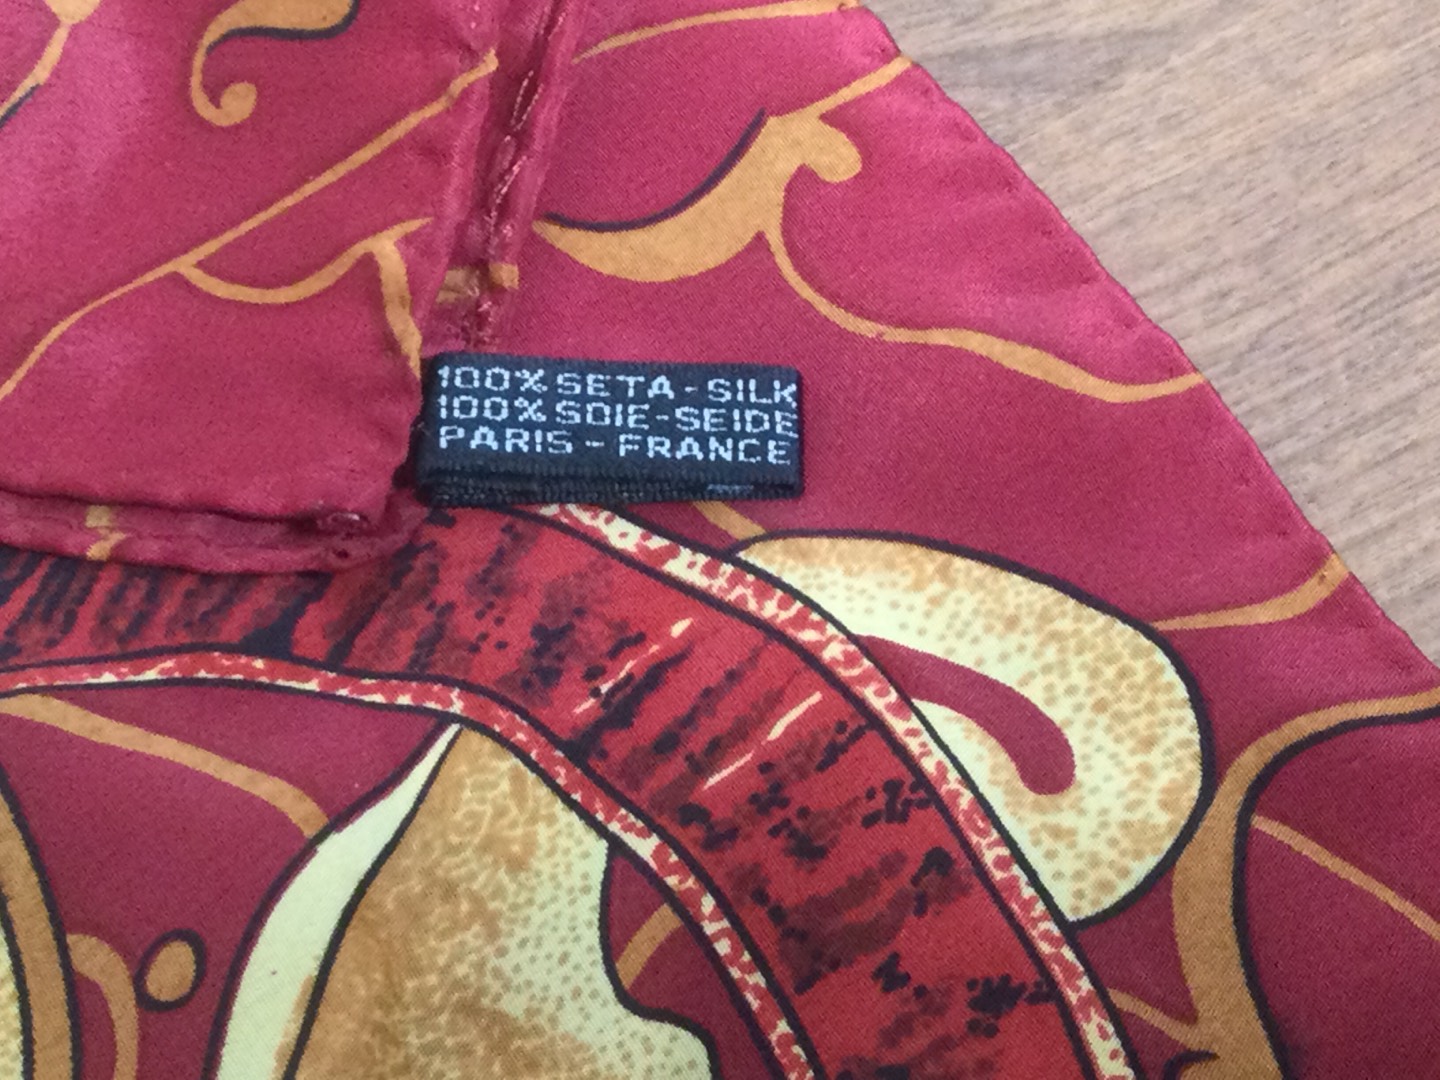 100% SETA - SILK
100% SOIE - SEIDE
PARIS - FRANCE